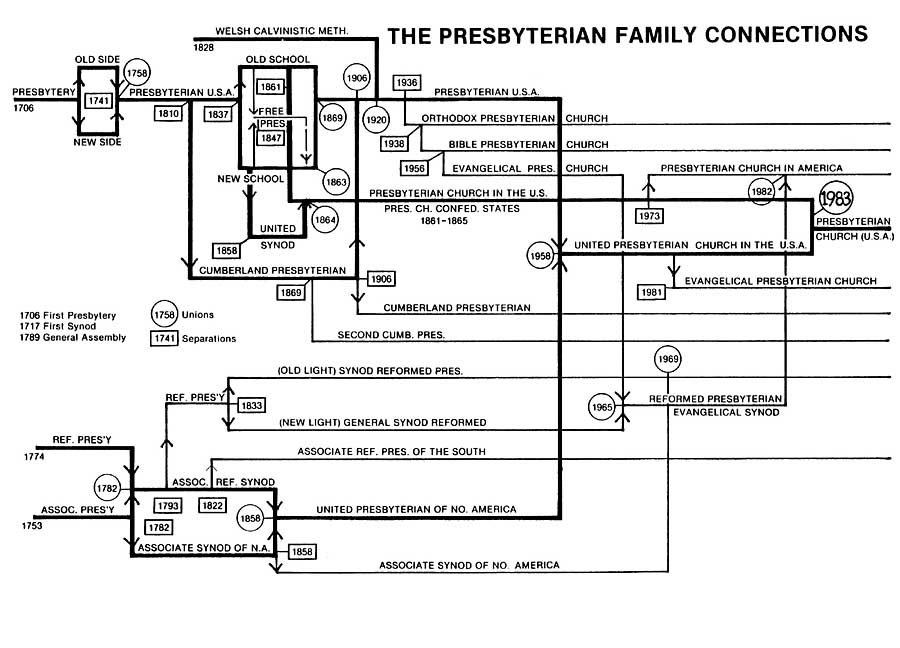 THE PRESBYTERIAN FAMILY CONNECTIONS
WELSH CALVINISTIC METH.
1828
OLD SIDE
1758
OLD SCHOOL
1906
1936
PRESBYTERY
1706
1741
PRESBYTERIAN U.S.A.
1861
PRESBYTERIAN U.S.A.
1810
1837
FREE
PRES.
1847
1869
1920
ORTHODOX PRESBYTERIAN CHURCH
NEW SIDE
1938
BIBLE PRESBYTERIAN CHURCH
1956
EVANGELICAL PRES. CHURCH
PRESBYTERIAN CHURCH IN AMERICA
NEW SCHOOL
1863
1982
PRESBYTERIAN CHURCH IN THE U.S.
1983
PRES. CH. CONFED. STATES
1861-1865
1973
1864
UNITED
SYNOD
1858
PRESBYTERIAN
CHURCH (U.S.A.)
1958
UNITED PRESBYTERIAN CHURCH IN THE U.S.A.
CUMBERLAND PRESBYTERIAN
1869
1906
1981
EVANGELICAL PRESBYTERIAN CHURCH
CUMBERLAND PRESBYTERIAN
1706 First Presbytery
1717 First Synod
1789 General Assembly
1758 Unions
1741 Separations
SECOND CUMB. PRES.
1969
(OLD LIGHT) SYNOD REFORMED PRES.
REF. PRES'Y
1833
1965
REFORMED PRESBYTERIAN
EVANGELICAL SYNOD
(NEW LIGHT) GENERAL SYNOD REFORMED
REF. PRES'Y
1774
ASSOCIATE REF. PRES. OF THE SOUTH
1782
ASSOC. REF. SYNOD
1793
1822
ASSOC. PRES'Y
1753
1782
1858
UNITED PRESBYTERIAN OF NO. AMERICA
ASSOCIATE SYNOD OF N.A.
1858
ASSOCIATE SYNOD OF NO. AMERICA